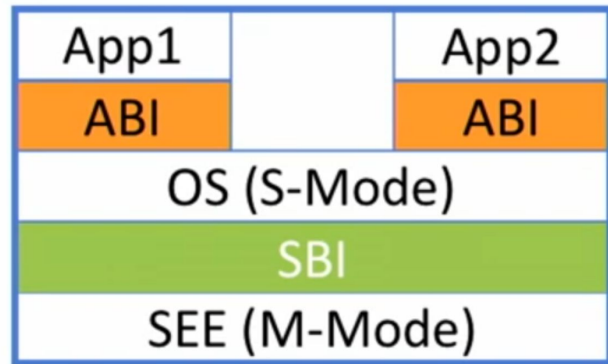 App1 App2
ABI ABI
OS (S-Mode)
SBI
SEE (M-Mode)